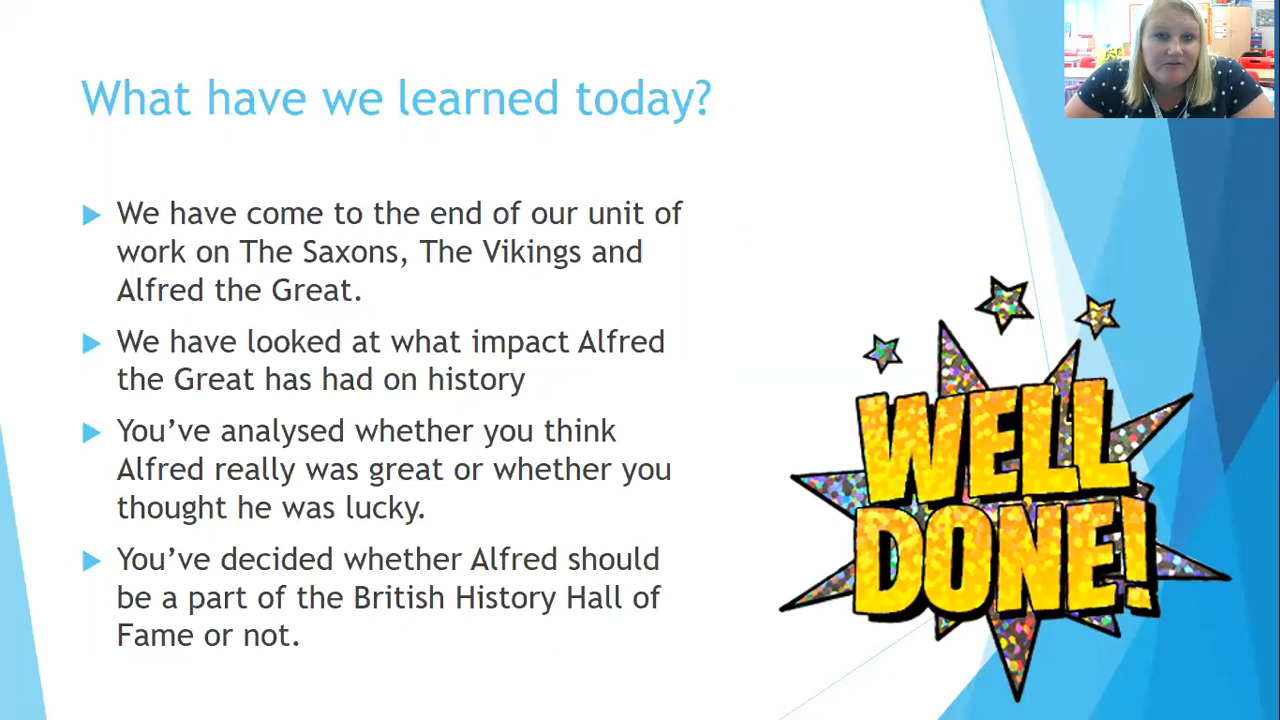 What have we learned today?
We have come to the end of our unit of
work on The Saxons, The Vikings and
Alfred the Great.
We have looked at what impact Alfred
the Great has had on history
You’ve analysed whether you think
Alfred really was great or whether you
thought he was lucky.
You’ve decided whether Alfred should
be a part of the British History Hall of
Fame or not.
WELL
DONE!